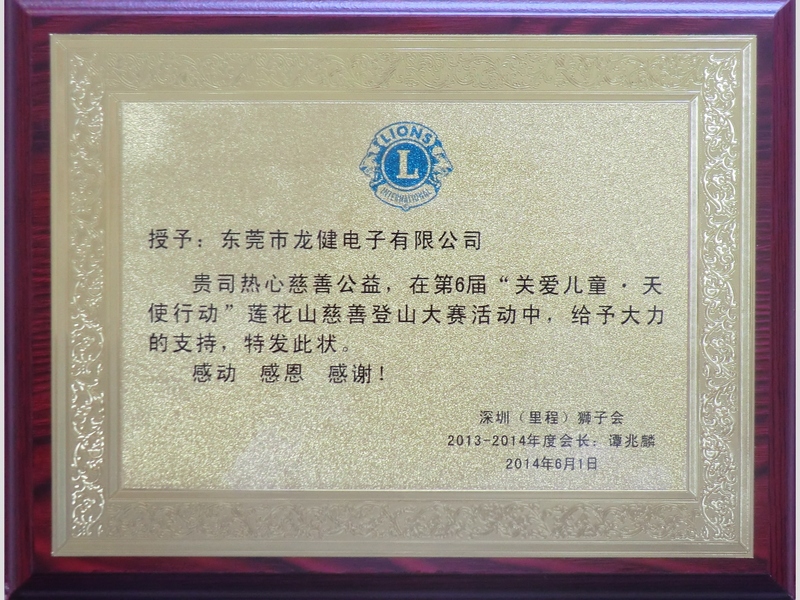 LIONS
L
INTERNATIONAL
授予：东莞市龙健电子有限公司
贵司热心慈善公益，在第6届“关爱儿童·天
使行动”莲花山慈善登山大赛活动中，给予大力
的支持，特发此状。
感动 感恩 感谢！
深圳（里程）狮子会
2013-2014年度会长：谭兆麟
2014年6月1日